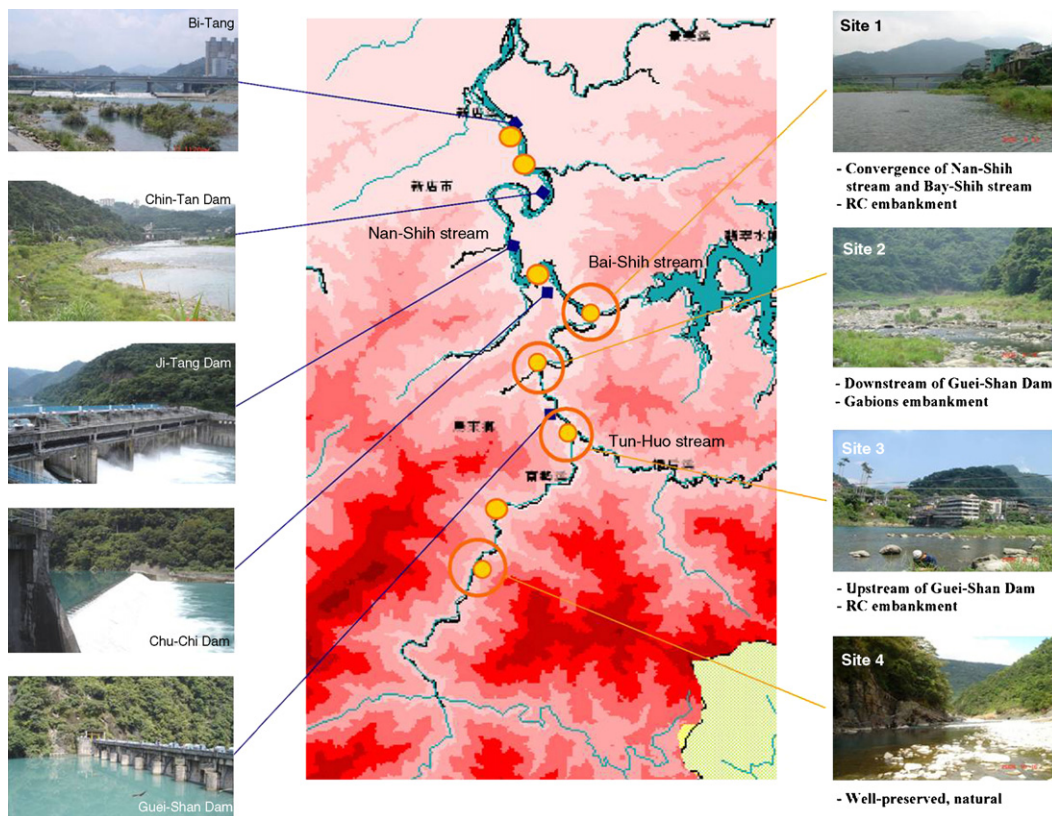 Bi-Tang
Chin-Tan Dam
Ji-Tang Dam
Chu-Chi Dam
Guei-Shan Dam
新店市
Nan-Shih stream
Bai-Shih stream
Tun-Huo stream
Site 1
- Convergence of Nan-Shih
stream and Bay-Shih stream
- RC embankment
Site 2
- Downstream of Guei-Shan Dam
- Gabions embankment
Site 3
- Upstream of Guei-Shan Dam
- RC embankment
Site 4
- Well-preserved, natural